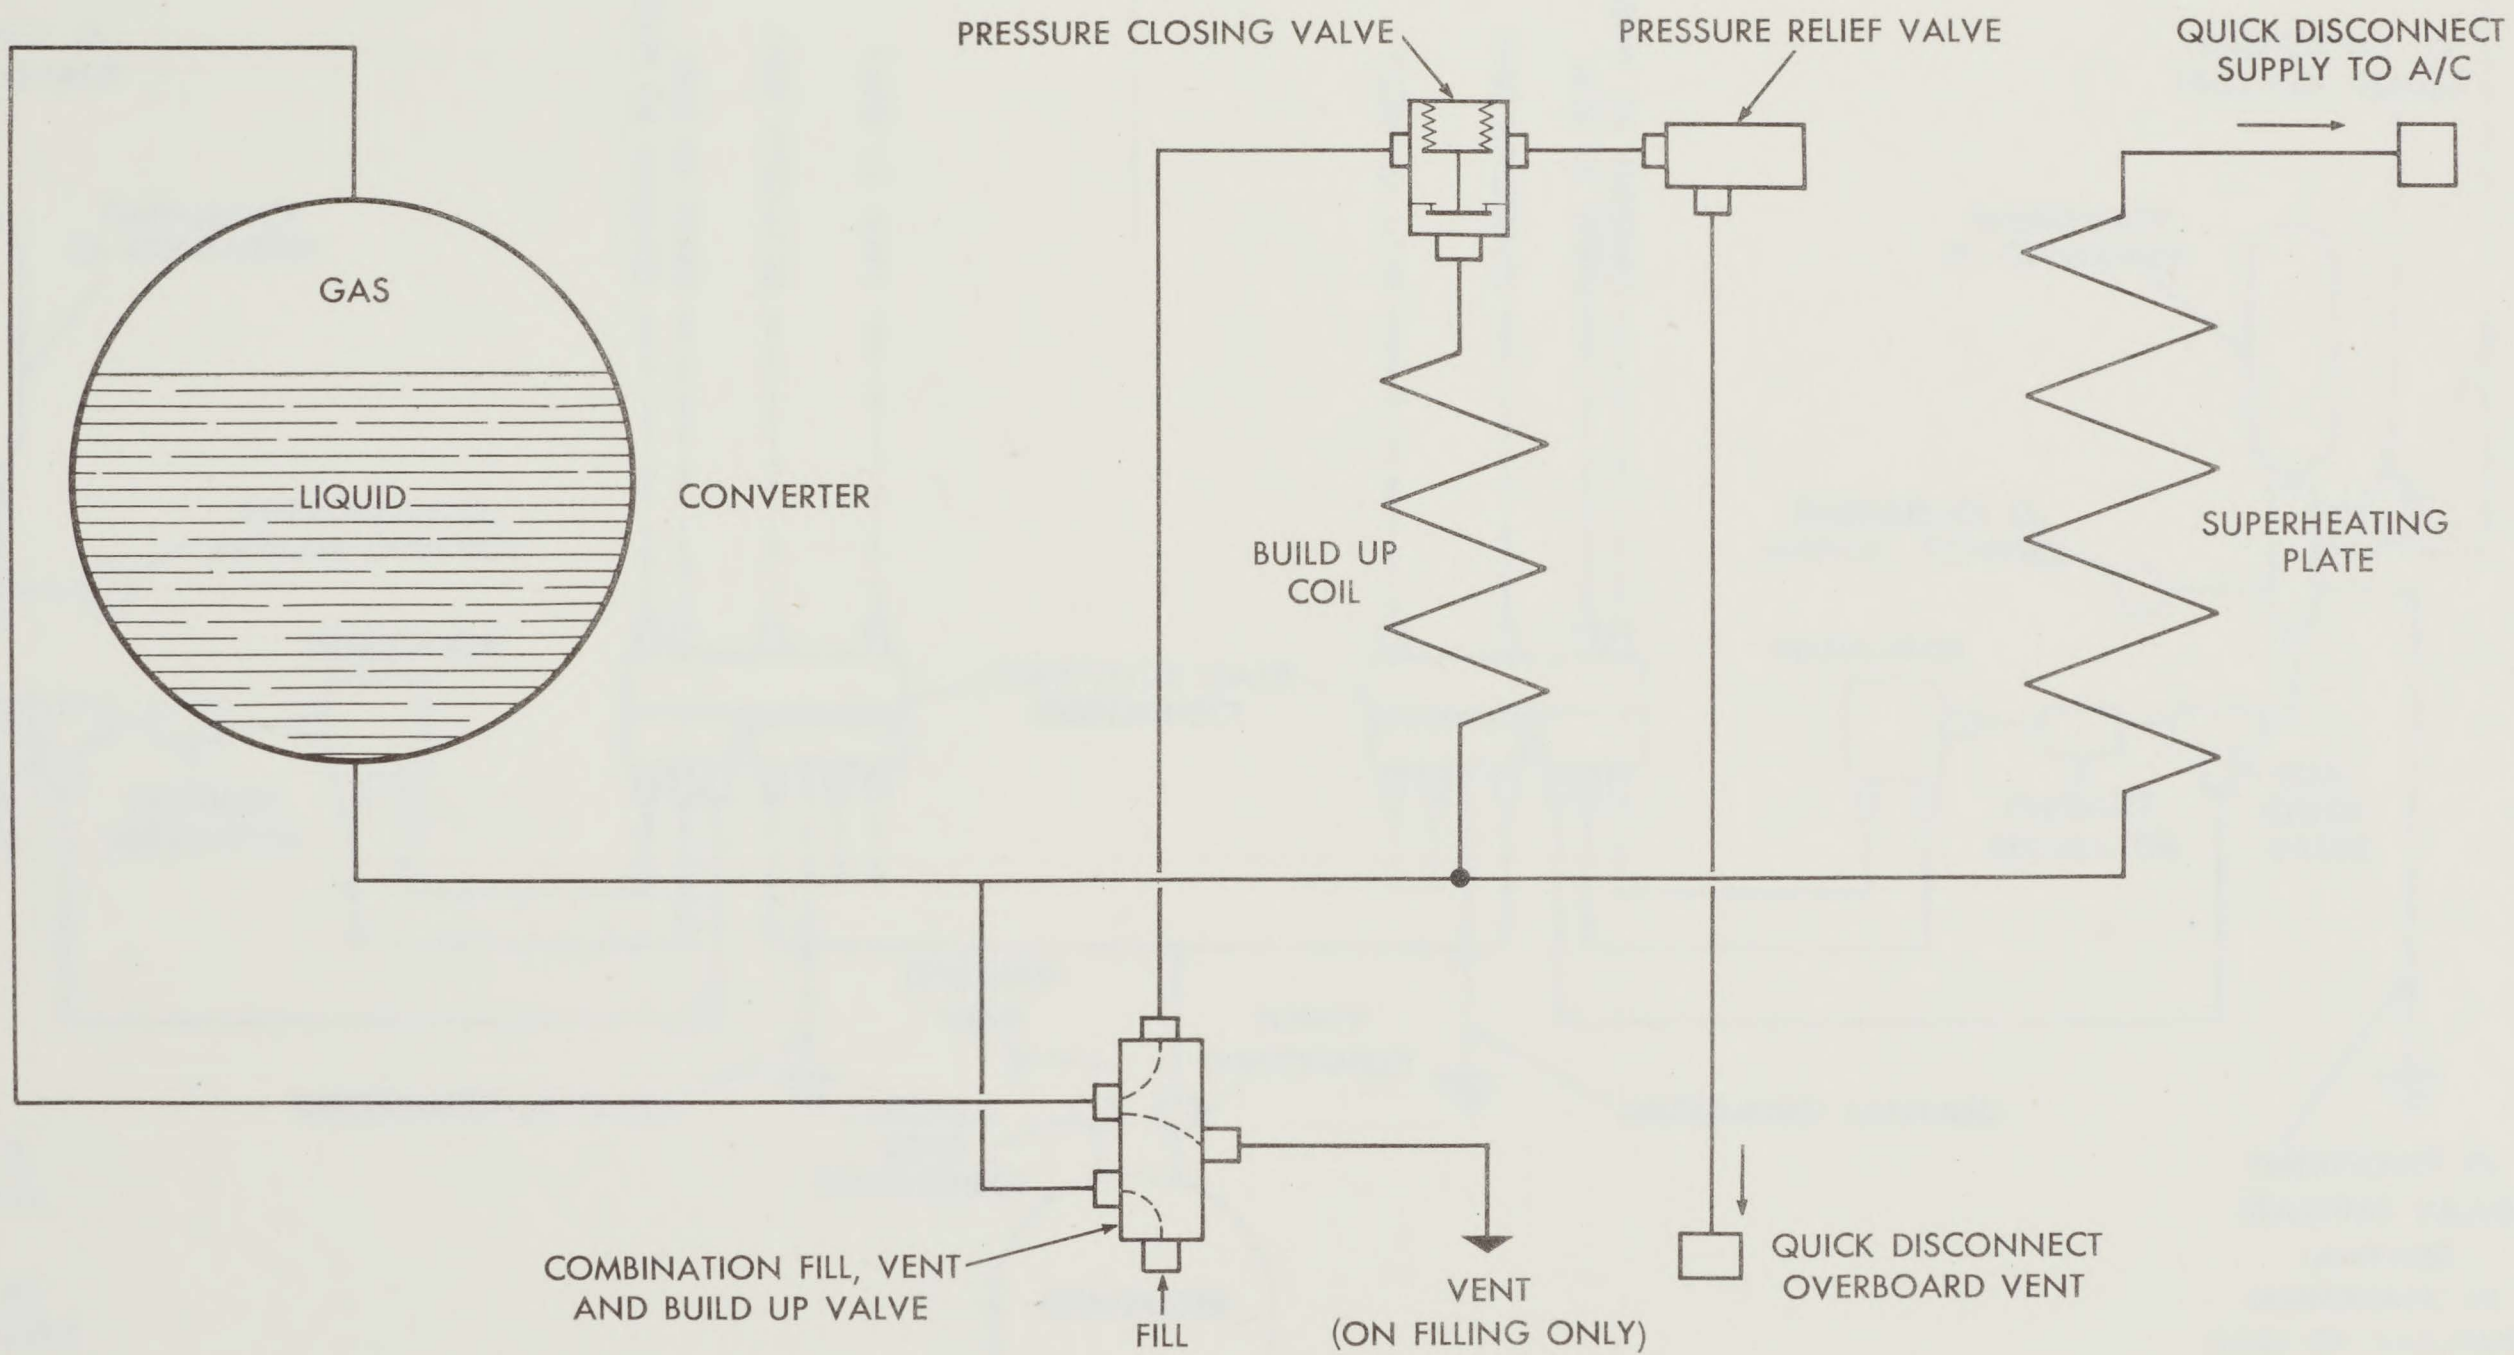 PRESSURE CLOSING VALVE
PRESSURE RELIEF VALVE
QUICK DISCONNECT
SUPPLY TO A/C
GAS
LIQUID
CONVERTER
BUILD UP
COIL
SUPERHEATING
PLATE
COMBINATION FILL, VENT
AND BUILD UP VALVE
FILL
VENT
(ON FILLING ONLY)
QUICK DISCONNECT
OVERBOARD VENT